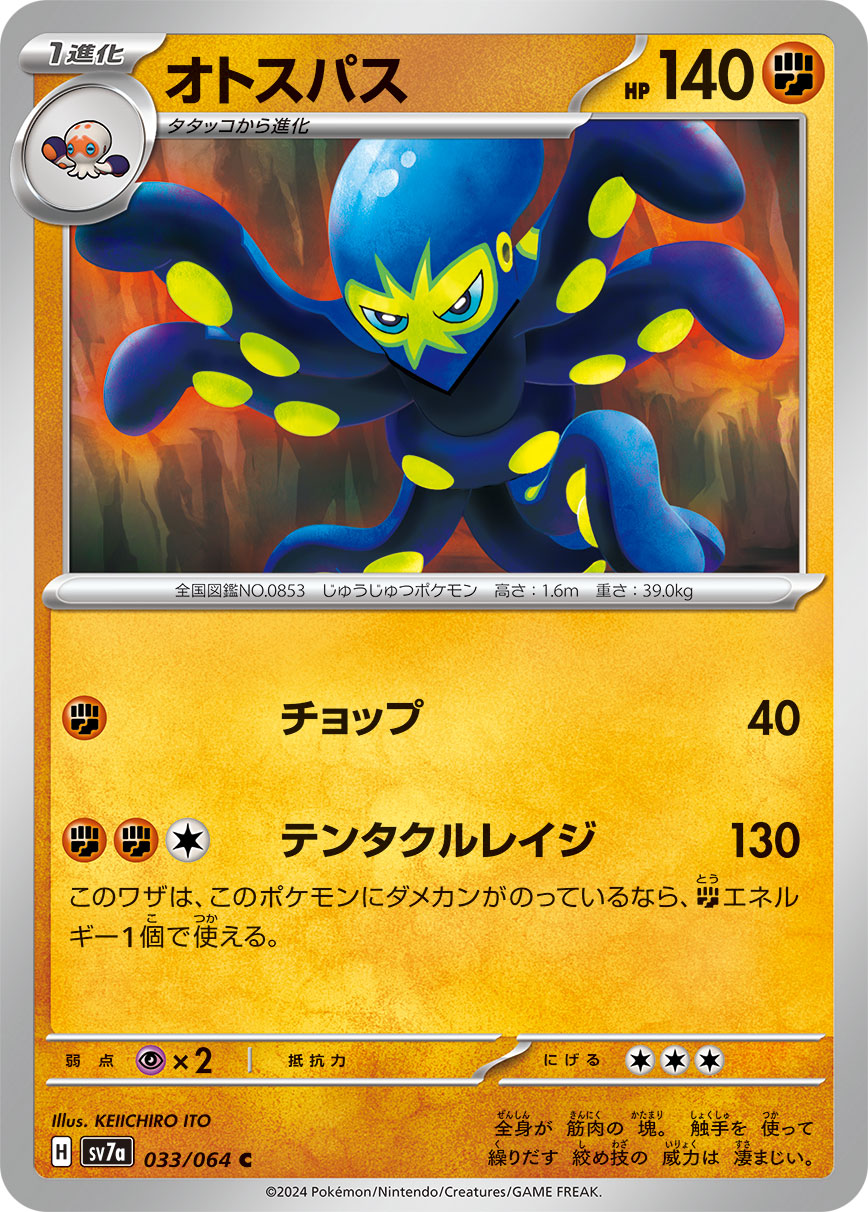 1進化
オトスパス
HP 140
タタッコから進化
全国図鑑NO.0853 じゅうじゅつポケモン 高さ:1.6m 重さ:39.0kg
チョップ 40
テンタクルレイジ 130
このワザは、このポケモンにダメカンがのっているなら、エネル
ギー1個で使える。
弱点 ×2 抵抗力 にげる
Illus. KEIICHIRO ITO
全身が 筋肉の 塊。 触手を 使って
繰りだす 絞め技の 威力は 凄まじい。
H sv7a 033/064 C
©2024 Pokémon/Nintendo/Creatures/GAME FREAK.